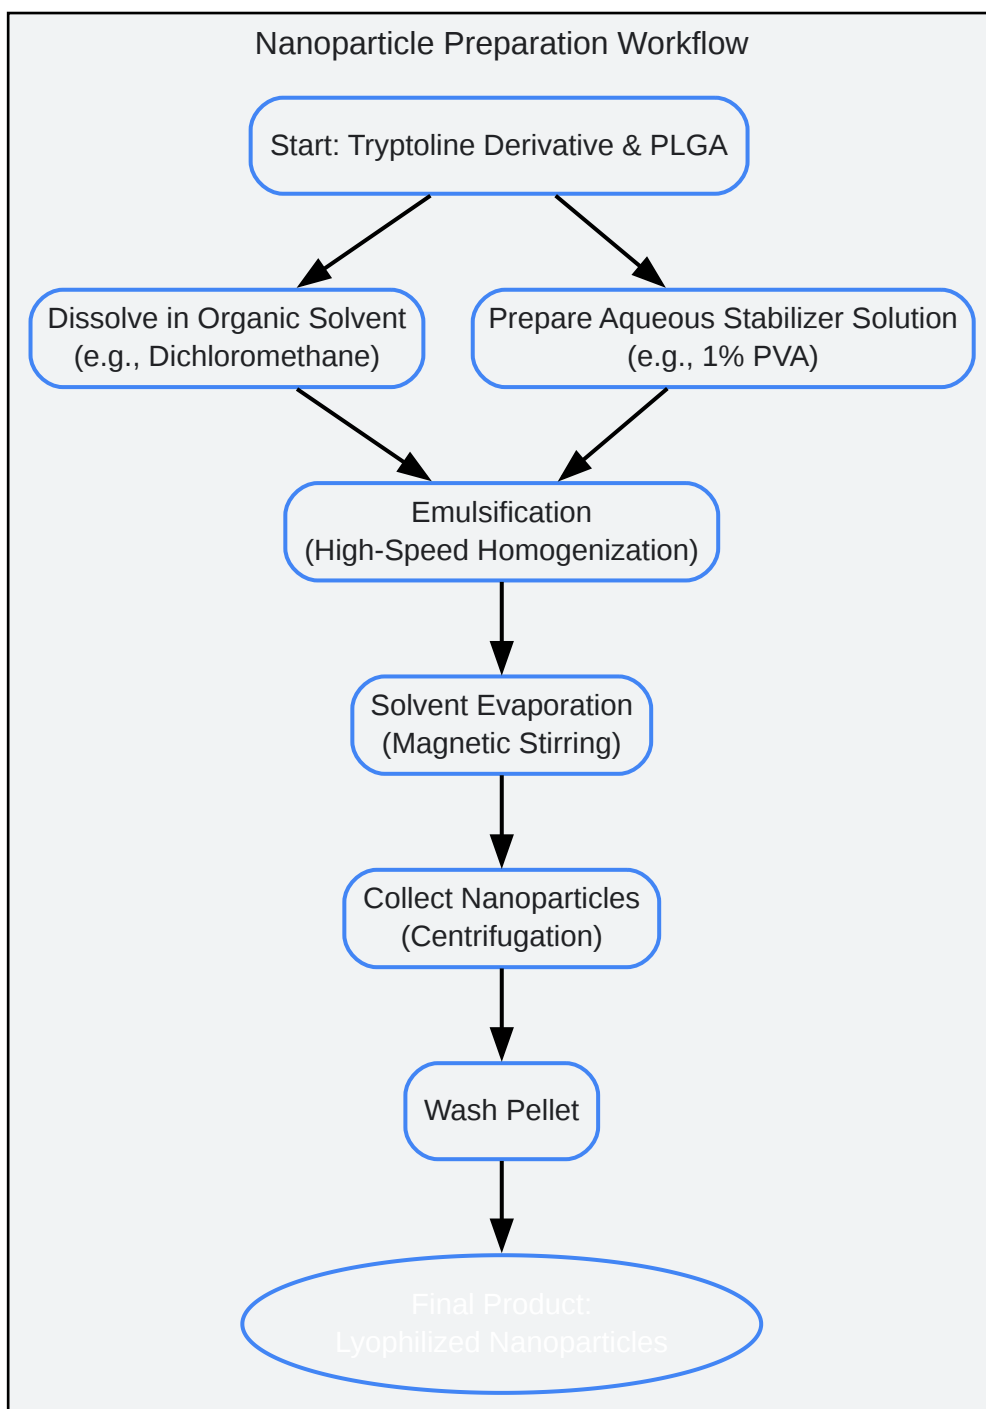 Nanoparticle Preparation Workflow
Start: Tryptoline Derivative & PLGA
Dissolve in Organic Solvent
(e.g., Dichloromethane)
Prepare Aqueous Stabilizer Solution
(e.g., 1% PVA)
Emulsification
(High-Speed Homogenization)
Solvent Evaporation
(Magnetic Stirring)
Collect Nanoparticles
(Centrifugation)
Wash Pellet
Final Product:
Lyophilized Nanoparticles